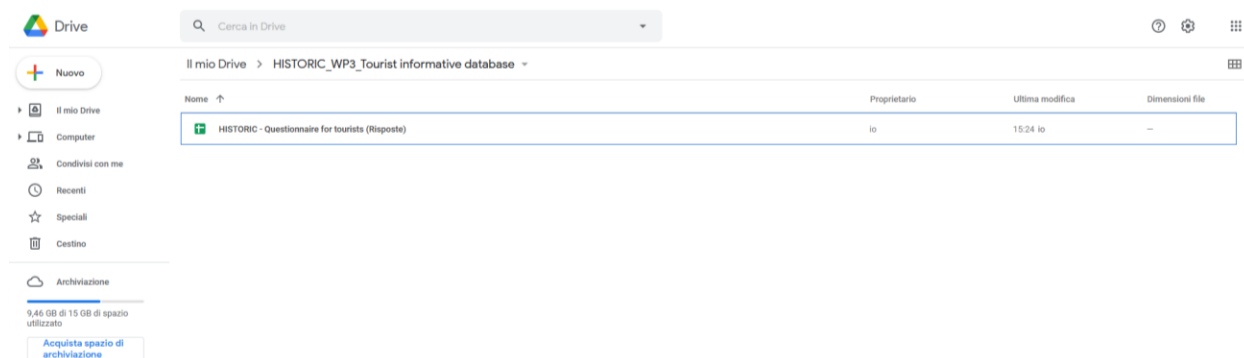 Drive
Cerca in Drive
Nuovo
Il mio Drive > HISTORIC_WP3_Tourist informative database
Nome Proprietario Ultima modifica Dimensioni file
HISTORIC - Questionnaire for tourists (Risposte) io 15:24 io —
Il mio Drive
Computer
Condivisi con me
Recenti
Speciali
Cestino
Archiviazione
9,46 GB di 15 GB di spazio
utilizzato
Acquista spazio di
archiviazione